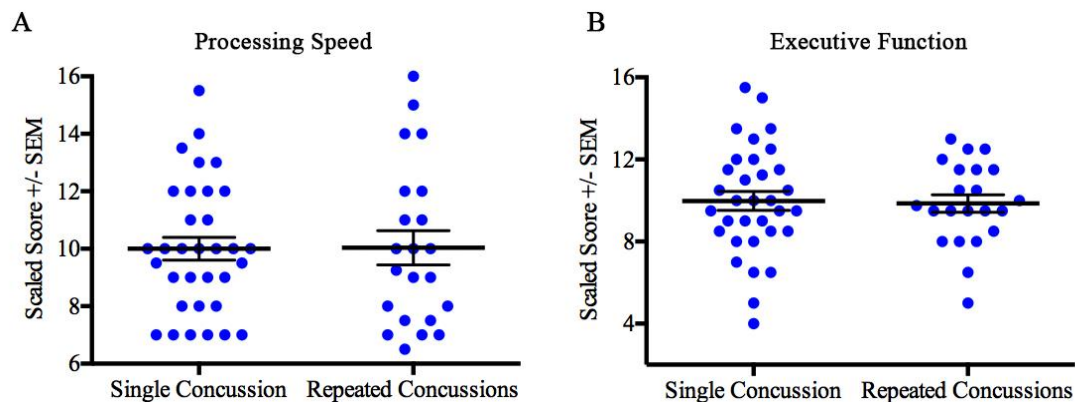 A
Processing Speed
Scaled Score +/- SEM
16
14
12
10
8
6
Single Concussion
Repeated Concussions
B
Executive Function
Scaled Score +/- SEM
16
12
8
4
Single Concussion
Repeated Concussions